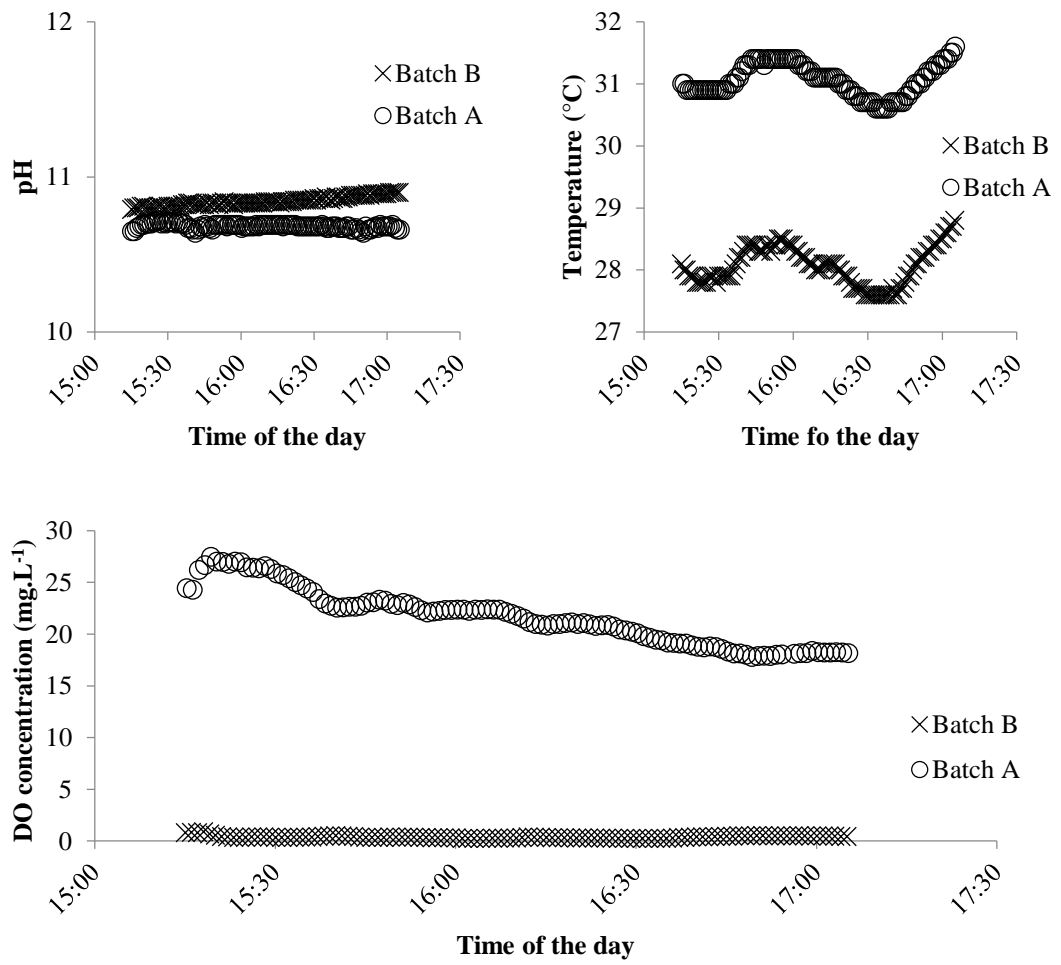 12
11
10
pH
Batch B
Batch A
15:00
15:30
16:00
16:30
17:00
17:30
Time of the day
32
31
30
29
28
27
Temperature (°C)
Batch B
Batch A
15:00
15:30
16:00
16:30
17:00
17:30
Time fo the day
30
25
20
15
10
5
0
DO concentration (mg.L⁻¹)
Batch B
Batch A
15:00
15:30
16:00
16:30
17:00
17:30
Time of the day